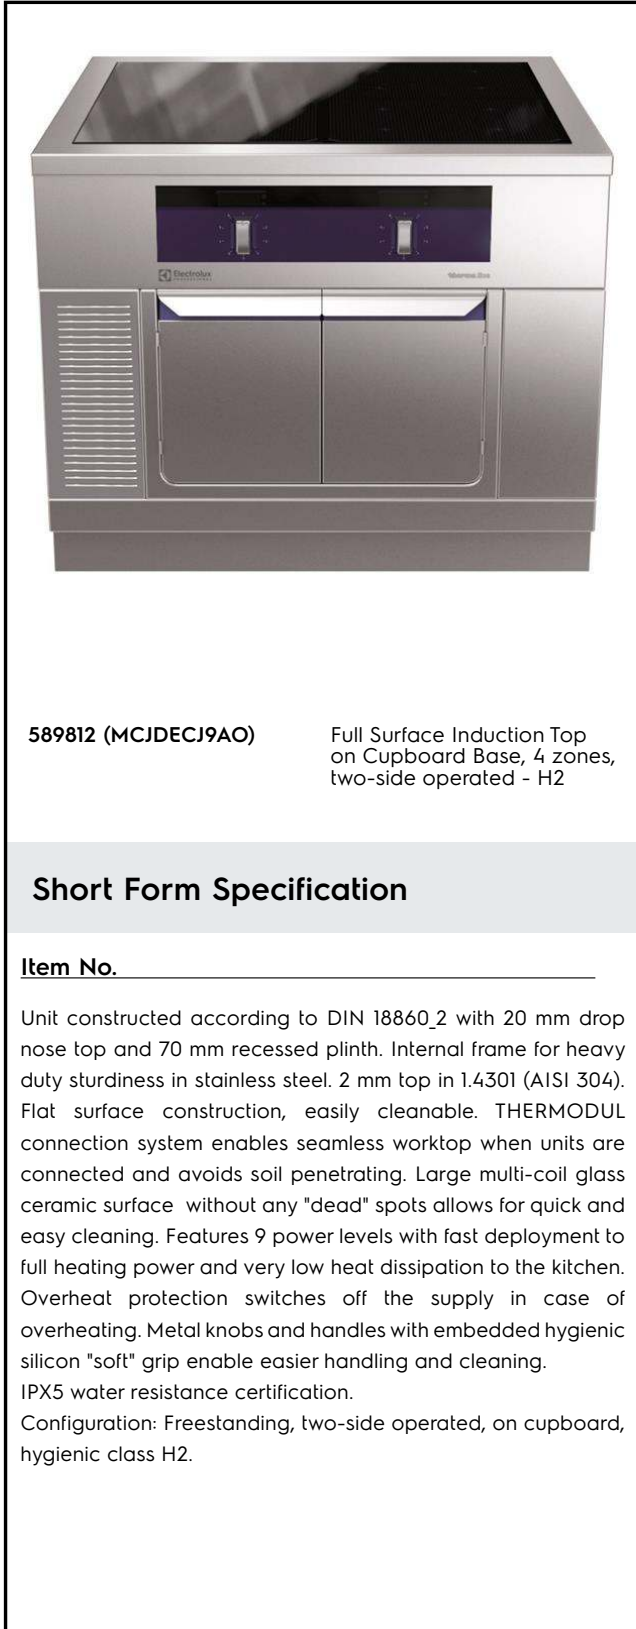 Electrolux
PROFESSIONAL
589812 (MCJDECJ9AO)
Full Surface Induction Top
on Cupboard Base, 4 zones,
two-side operated - H2
Short Form Specification
Item No.
Unit constructed according to DIN 18860_2 with 20 mm drop
nose top and 70 mm recessed plinth. Internal frame for heavy
duty sturdiness in stainless steel. 2 mm top in 1.4301 (AISI 304).
Flat surface construction, easily cleanable. THERMODUL
connection system enables seamless worktop when units are
connected and avoids soil penetrating. Large multi-coil glass
ceramic surface without any "dead" spots allows for quick and
easy cleaning. Features 9 power levels with fast deployment to
full heating power and very low heat dissipation to the kitchen.
Overheat protection switches off the supply in case of
overheating. Metal knobs and handles with embedded hygienic
silicon "soft" grip enable easier handling and cleaning.
IPX5 water resistance certification.
Configuration: Freestanding, two-side operated, on cupboard,
hygienic class H2.